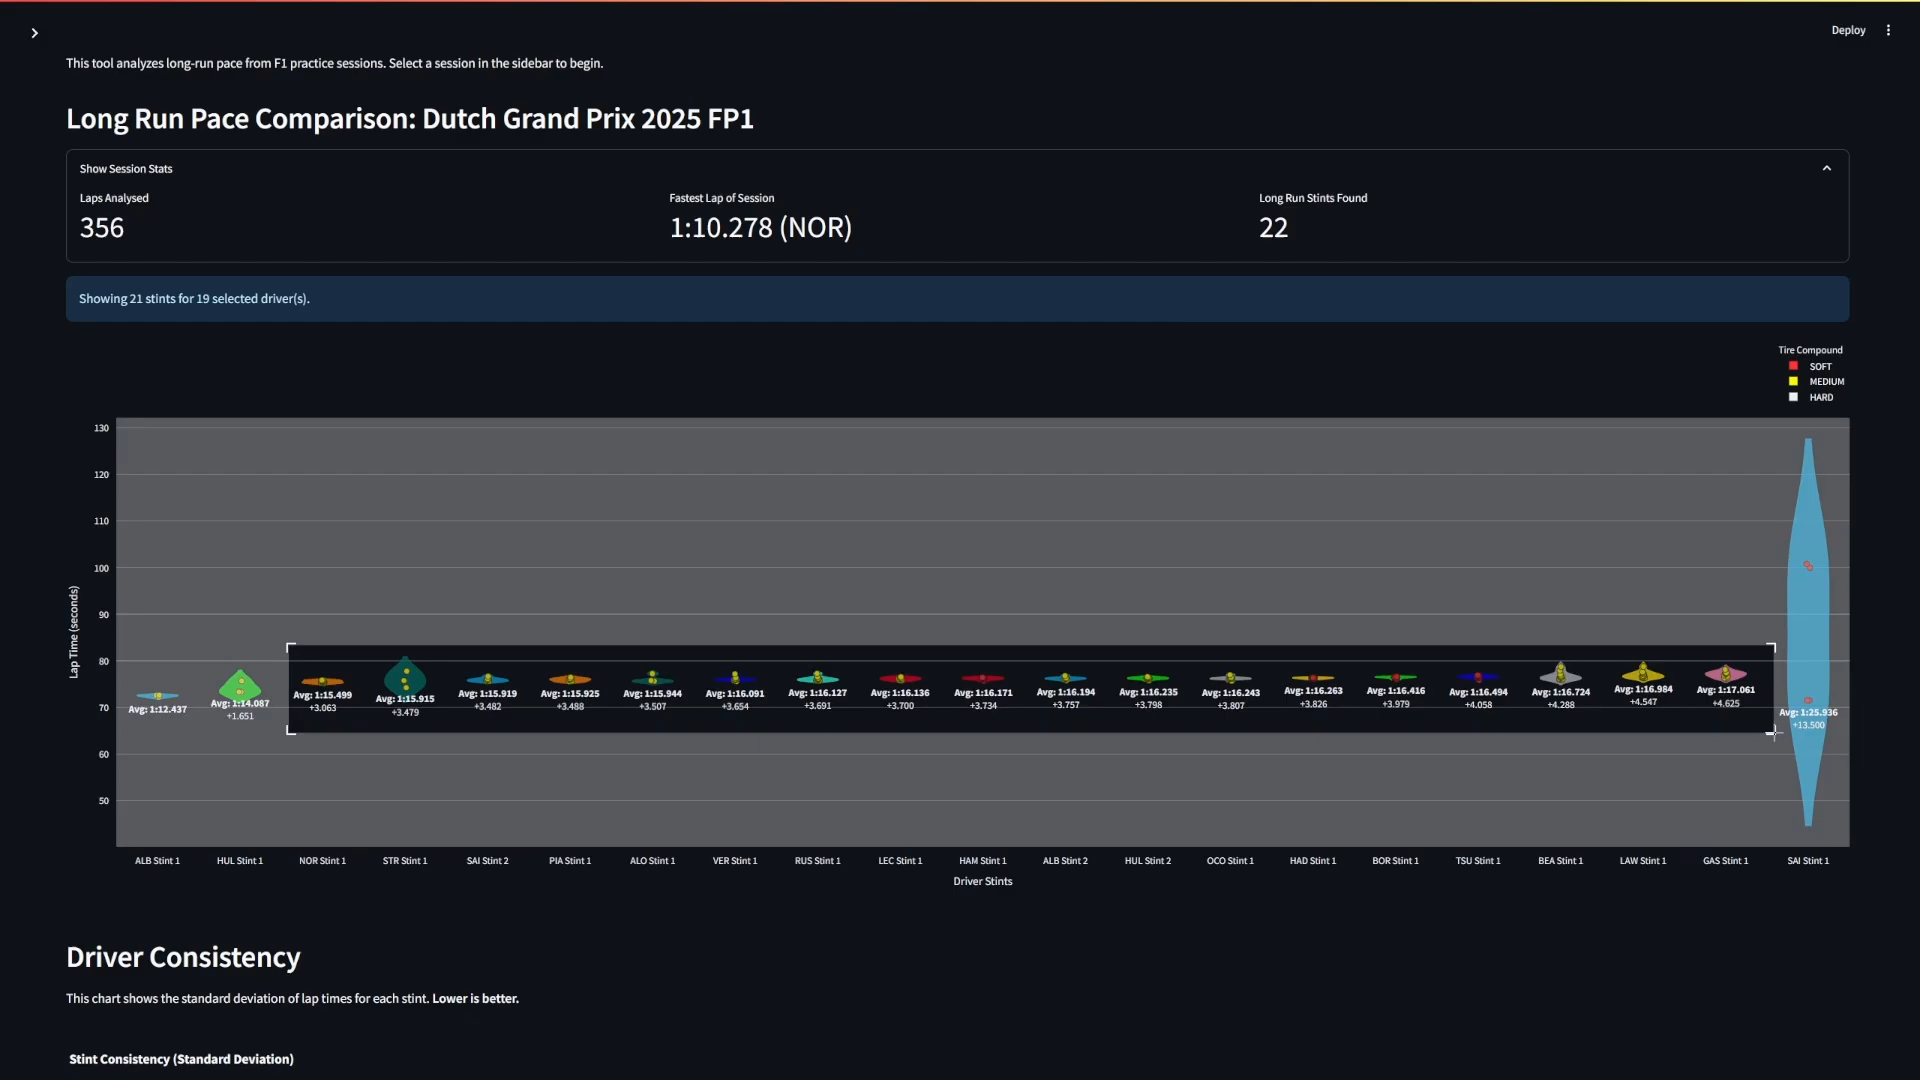 Deploy
This tool analyzes long-run pace from F1 practice sessions. Select a session in the sidebar to begin.
Long Run Pace Comparison: Dutch Grand Prix 2025 FP1
Show Session Stats
Laps Analysed
356
Fastest Lap of Session
1:10.278 (NOR)
Long Run Stints Found
22
Showing 21 stints for 19 selected driver(s).
Tire Compound
SOFT
MEDIUM
HARD
Lap Time (seconds)
130
120
110
100
90
80
70
60
50
Avg: 1:12.437
Avg: 1:14.087
+1.651
Avg: 1:15.499
+3.063
Avg: 1:15.915
+3.479
Avg: 1:15.919
+3.482
Avg: 1:15.925
+3.488
Avg: 1:15.944
+3.507
Avg: 1:16.091
+3.654
Avg: 1:16.127
+3.691
Avg: 1:16.136
+3.700
Avg: 1:16.171
+3.734
Avg: 1:16.194
+3.757
Avg: 1:16.235
+3.798
Avg: 1:16.243
+3.807
Avg: 1:16.263
+3.826
Avg: 1:16.416
+3.979
Avg: 1:16.494
+4.058
Avg: 1:16.724
+4.288
Avg: 1:16.984
+4.547
Avg: 1:17.061
+4.625
Avg: 1:25.936
+13.500
ALB Stint 1
HUL Stint 1
NOR Stint 1
STR Stint 1
SAI Stint 2
PIA Stint 1
ALO Stint 1
VER Stint 1
RUS Stint 1
LEC Stint 1
HAM Stint 1
ALB Stint 2
HUL Stint 2
OCO Stint 1
HAD Stint 1
BOR Stint 1
TSU Stint 1
BEA Stint 1
LAW Stint 1
GAS Stint 1
SAI Stint 1
Driver Stints
Driver Consistency
This chart shows the standard deviation of lap times for each stint. Lower is better.
Stint Consistency (Standard Deviation)